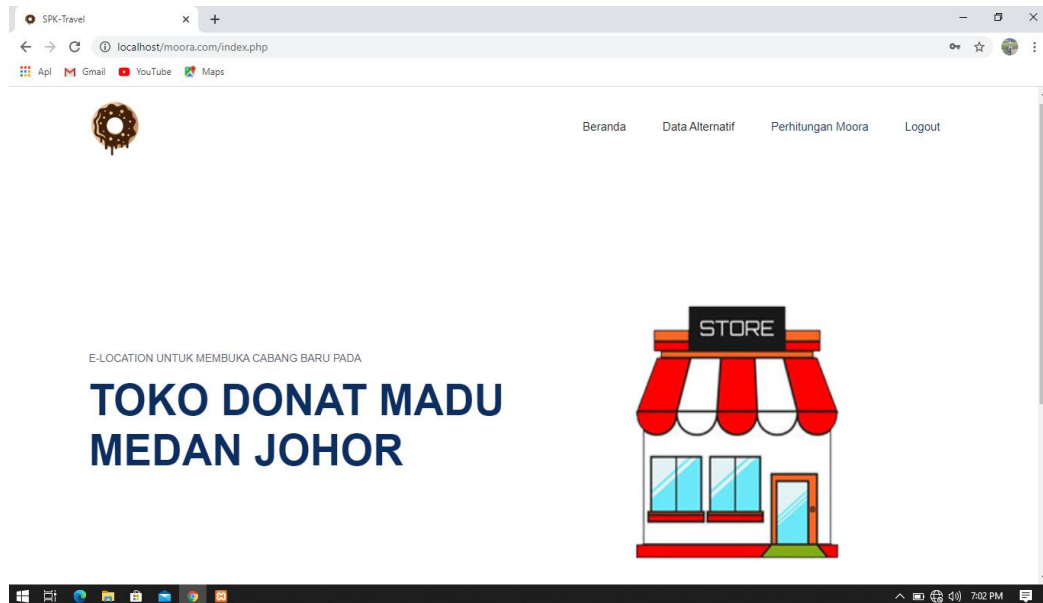 SPK-Travel
localhost/moora.com/index.php
Apl Gmail YouTube Maps
Beranda Data Alternatif Perhitungan Moora Logout
STORE
E-LOCATION UNTUK MEMBUKA CABANG BARU PADA
TOKO DONAT MADU
MEDAN JOHOR
7:02 PM